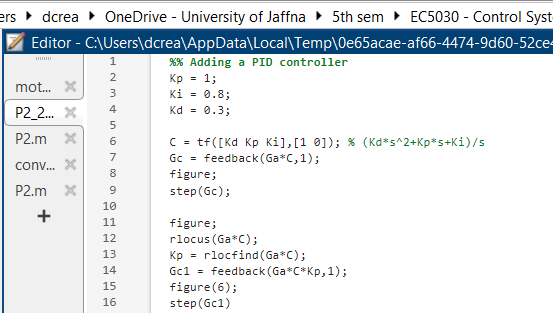 ers ▸ dcrea ▸ OneDrive - University of Jaffna ▸ 5th sem ▸ EC5030 - Control Syst
Editor - C:\Users\dcrea\AppData\Local\Temp\0e65acae-af66-4474-9d60-52ce4
mot...
P2_2...
P2.m
conv...
P2.m
+
1 %% Adding a PID controller
2 Kp = 1;
3 Ki = 0.8;
4 Kd = 0.3;
5
6 C = tf([Kd Kp Ki],[1 0]); % (Kd*s^2+Kp*s+Ki)/s
7 Gc = feedback(Ga*C,1);
8 figure;
9 step(Gc);
10
11 figure;
12 rlocus(Ga*C);
13 Kp = rlocfind(Ga*C);
14 Gc1 = feedback(Ga*C*Kp,1);
15 figure(6);
16 step(Gc1)